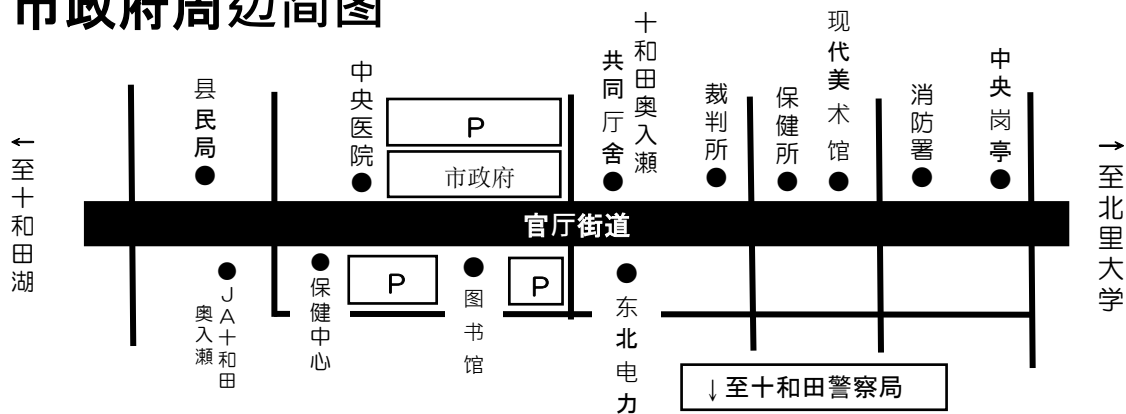 市政府周边简图
县民局
中央医院
P
市政府
共同厅舍
十和田奥入瀬
裁判所
保健所
现代美术馆
消防署
中央岗亭
←至十和田湖
→至北里大学
官厅街道
JA十和田
奥入瀬
保健中心
P
图书馆
P
东北电力
↓至十和田警察局